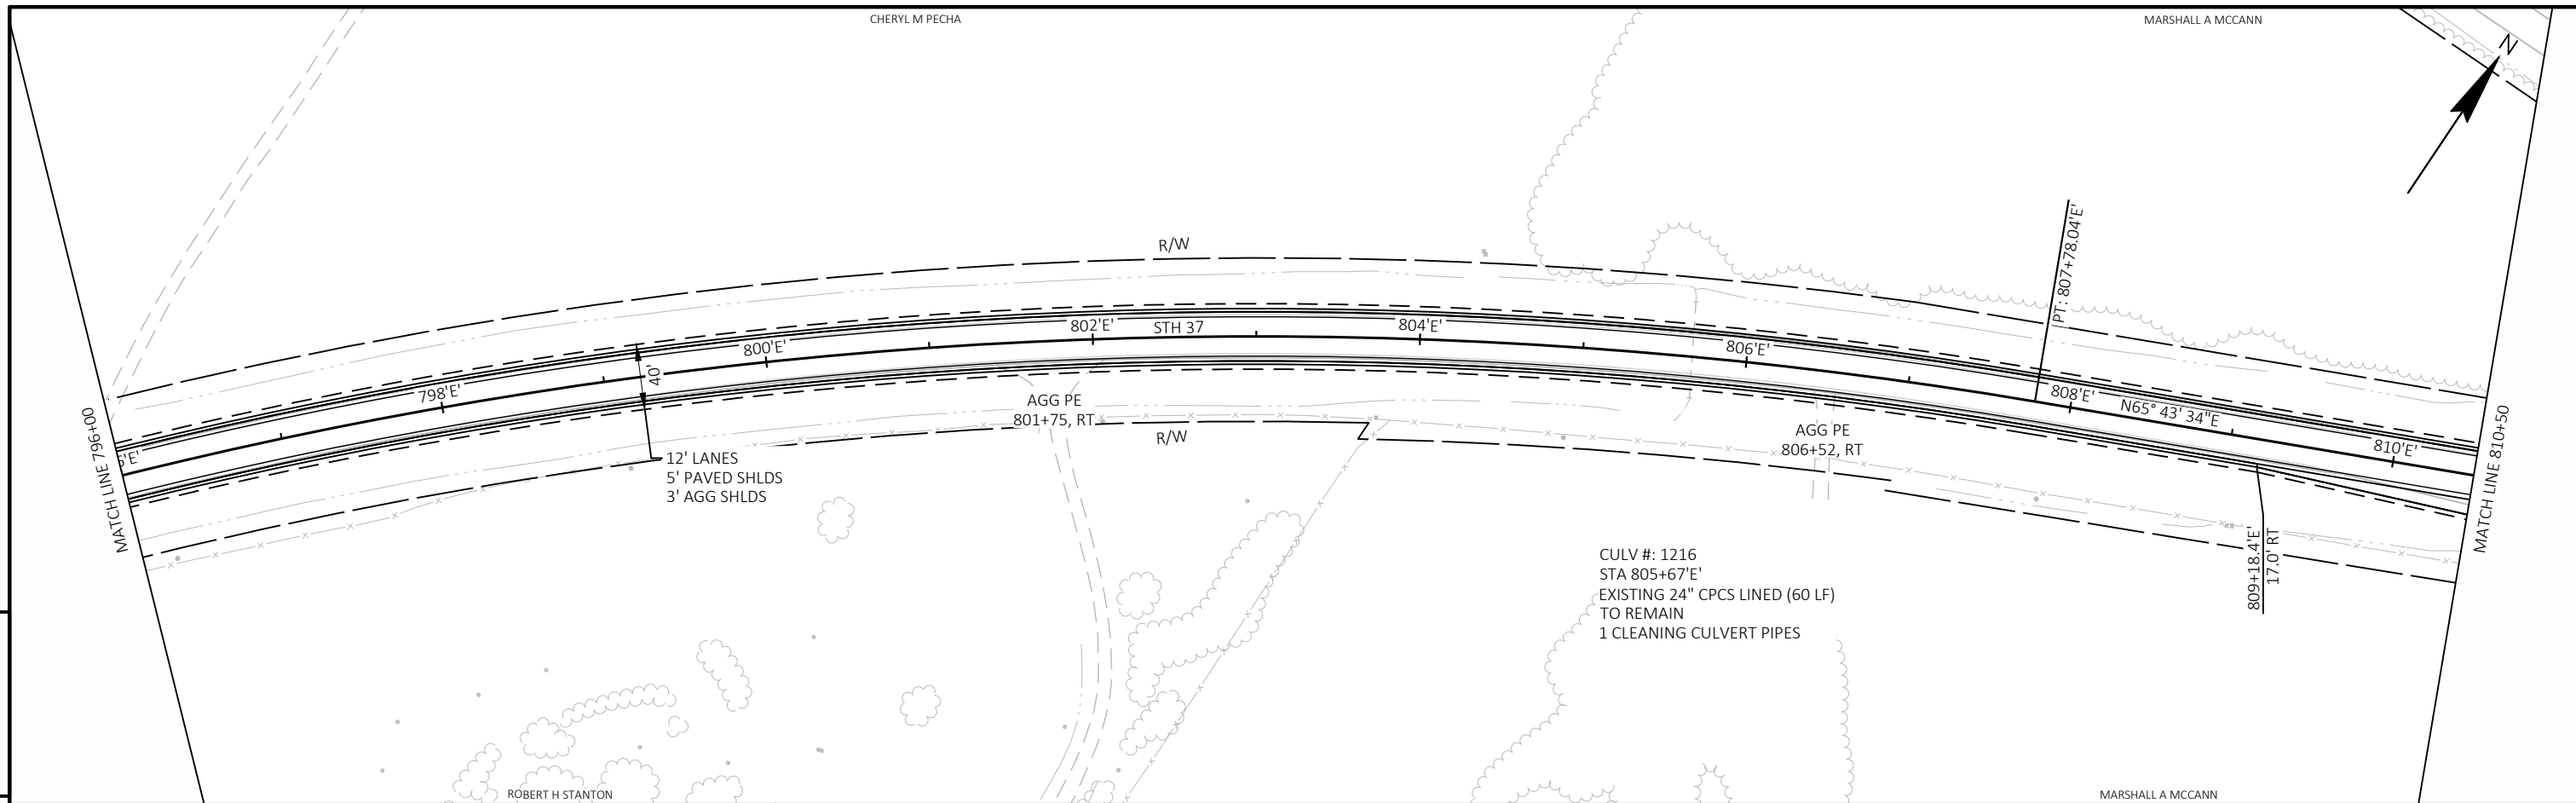 CHERYL M PECHA
MARSHALL A MCCANN
N
R/W
PT: 807+78.04'E'
802'E'
STH 37
804'E'
800'E'
806'E'
40'
798'E'
808'E'
N65° 43' 34"E
810'E'
MATCH LINE 796+00
MATCH LINE 810+50
AGG PE
801+75, RT
R/W
AGG PE
806+52, RT
12' LANES
5' PAVED SHLDS
3' AGG SHLDS
809+18.4'E'
17.0' RT
CULV #: 1216
STA 805+67'E'
EXISTING 24" CPCS LINED (60 LF)
TO REMAIN
1 CLEANING CULVERT PIPES
ROBERT H STANTON
MARSHALL A MCCANN